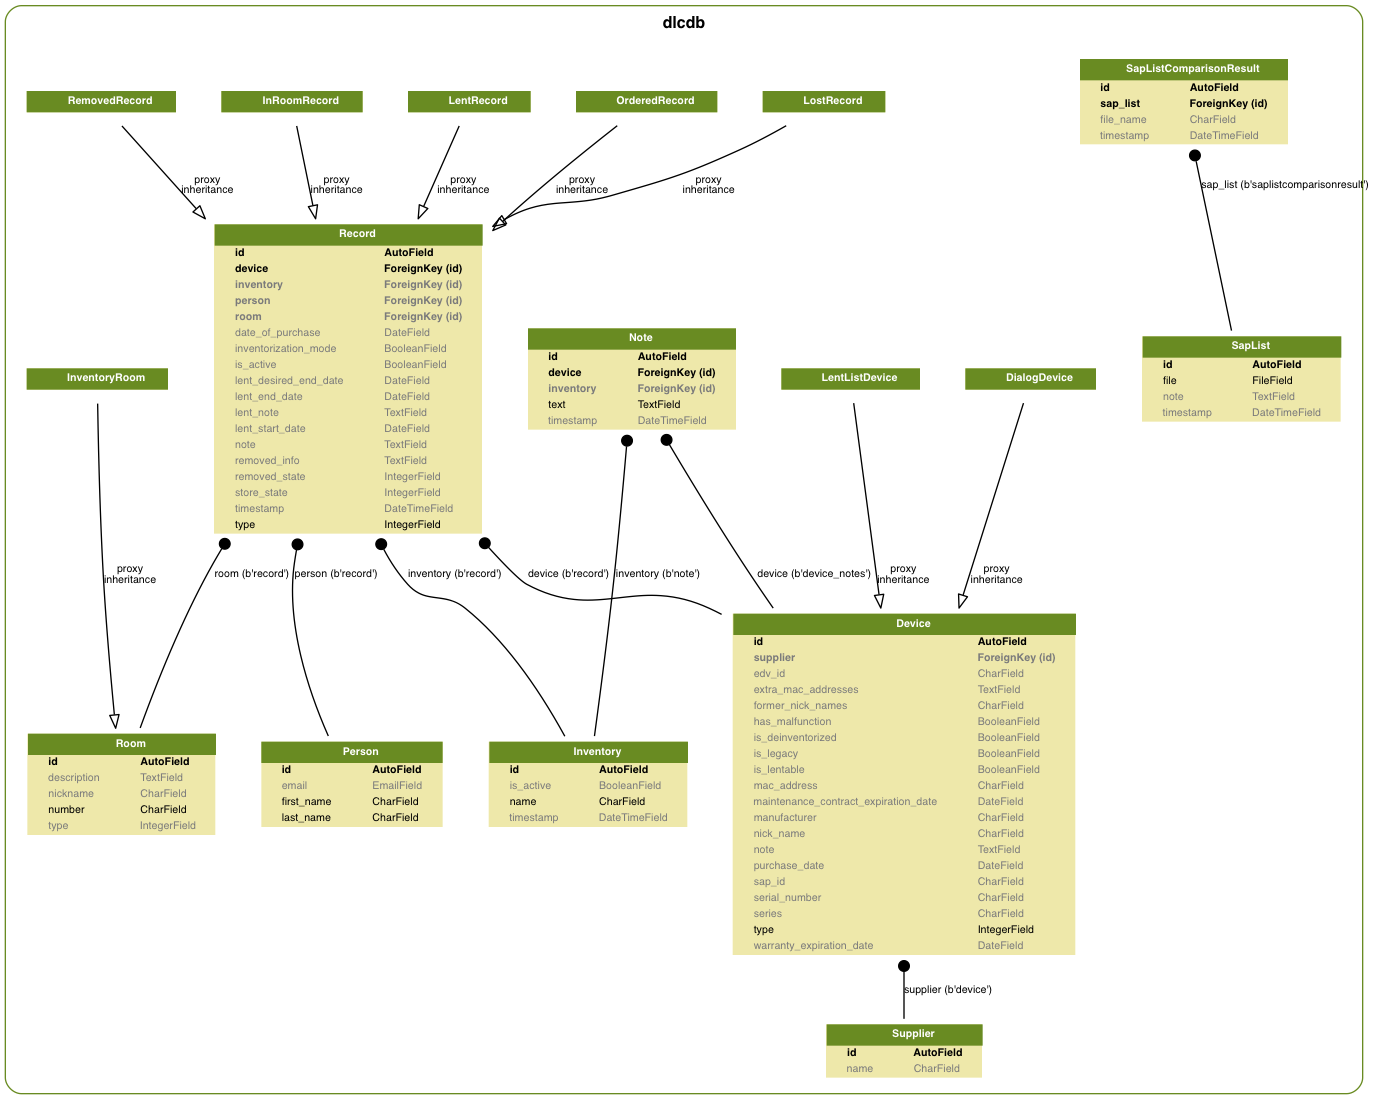 dlcdb
SapListComparisonResult
id AutoField
sap_list ForeignKey (id)
file_name CharField
timestamp DateTimeField
RemovedRecord
InRoomRecord
LentRecord
OrderedRecord
LostRecord
proxy
inheritance
proxy
inheritance
proxy
inheritance
proxy
inheritance
proxy
inheritance
sap_list (b'saplistcomparisonresult')
Record
id AutoField
device ForeignKey (id)
inventory ForeignKey (id)
person ForeignKey (id)
room ForeignKey (id)
date_of_purchase DateField
inventorization_mode BooleanField
is_active BooleanField
lent_desired_end_date DateField
lent_end_date DateField
lent_note TextField
lent_start_date DateField
note TextField
removed_info TextField
removed_state IntegerField
store_state IntegerField
timestamp DateTimeField
type IntegerField
Note
id AutoField
device ForeignKey (id)
inventory ForeignKey (id)
text TextField
timestamp DateTimeField
SapList
id AutoField
file FileField
note TextField
timestamp DateTimeField
InventoryRoom
LentListDevice
DialogDevice
proxy
inheritance
room (b'record')
person (b'record')
inventory (b'record')
device (b'record')
inventory (b'note')
device (b'device_notes')
proxy
inheritance
proxy
inheritance
Device
id AutoField
supplier ForeignKey (id)
edv_id CharField
extra_mac_addresses TextField
former_nick_names CharField
has_malfunction BooleanField
is_deinventorized BooleanField
is_legacy BooleanField
is_lentable BooleanField
mac_address CharField
maintenance_contract_expiration_date DateField
manufacturer CharField
nick_name CharField
note TextField
purchase_date DateField
sap_id CharField
serial_number CharField
series CharField
type IntegerField
warranty_expiration_date DateField
Room
id AutoField
description TextField
nickname CharField
number CharField
type IntegerField
Person
id AutoField
email EmailField
first_name CharField
last_name CharField
Inventory
id AutoField
is_active BooleanField
name CharField
timestamp DateTimeField
supplier (b'device')
Supplier
id AutoField
name CharField